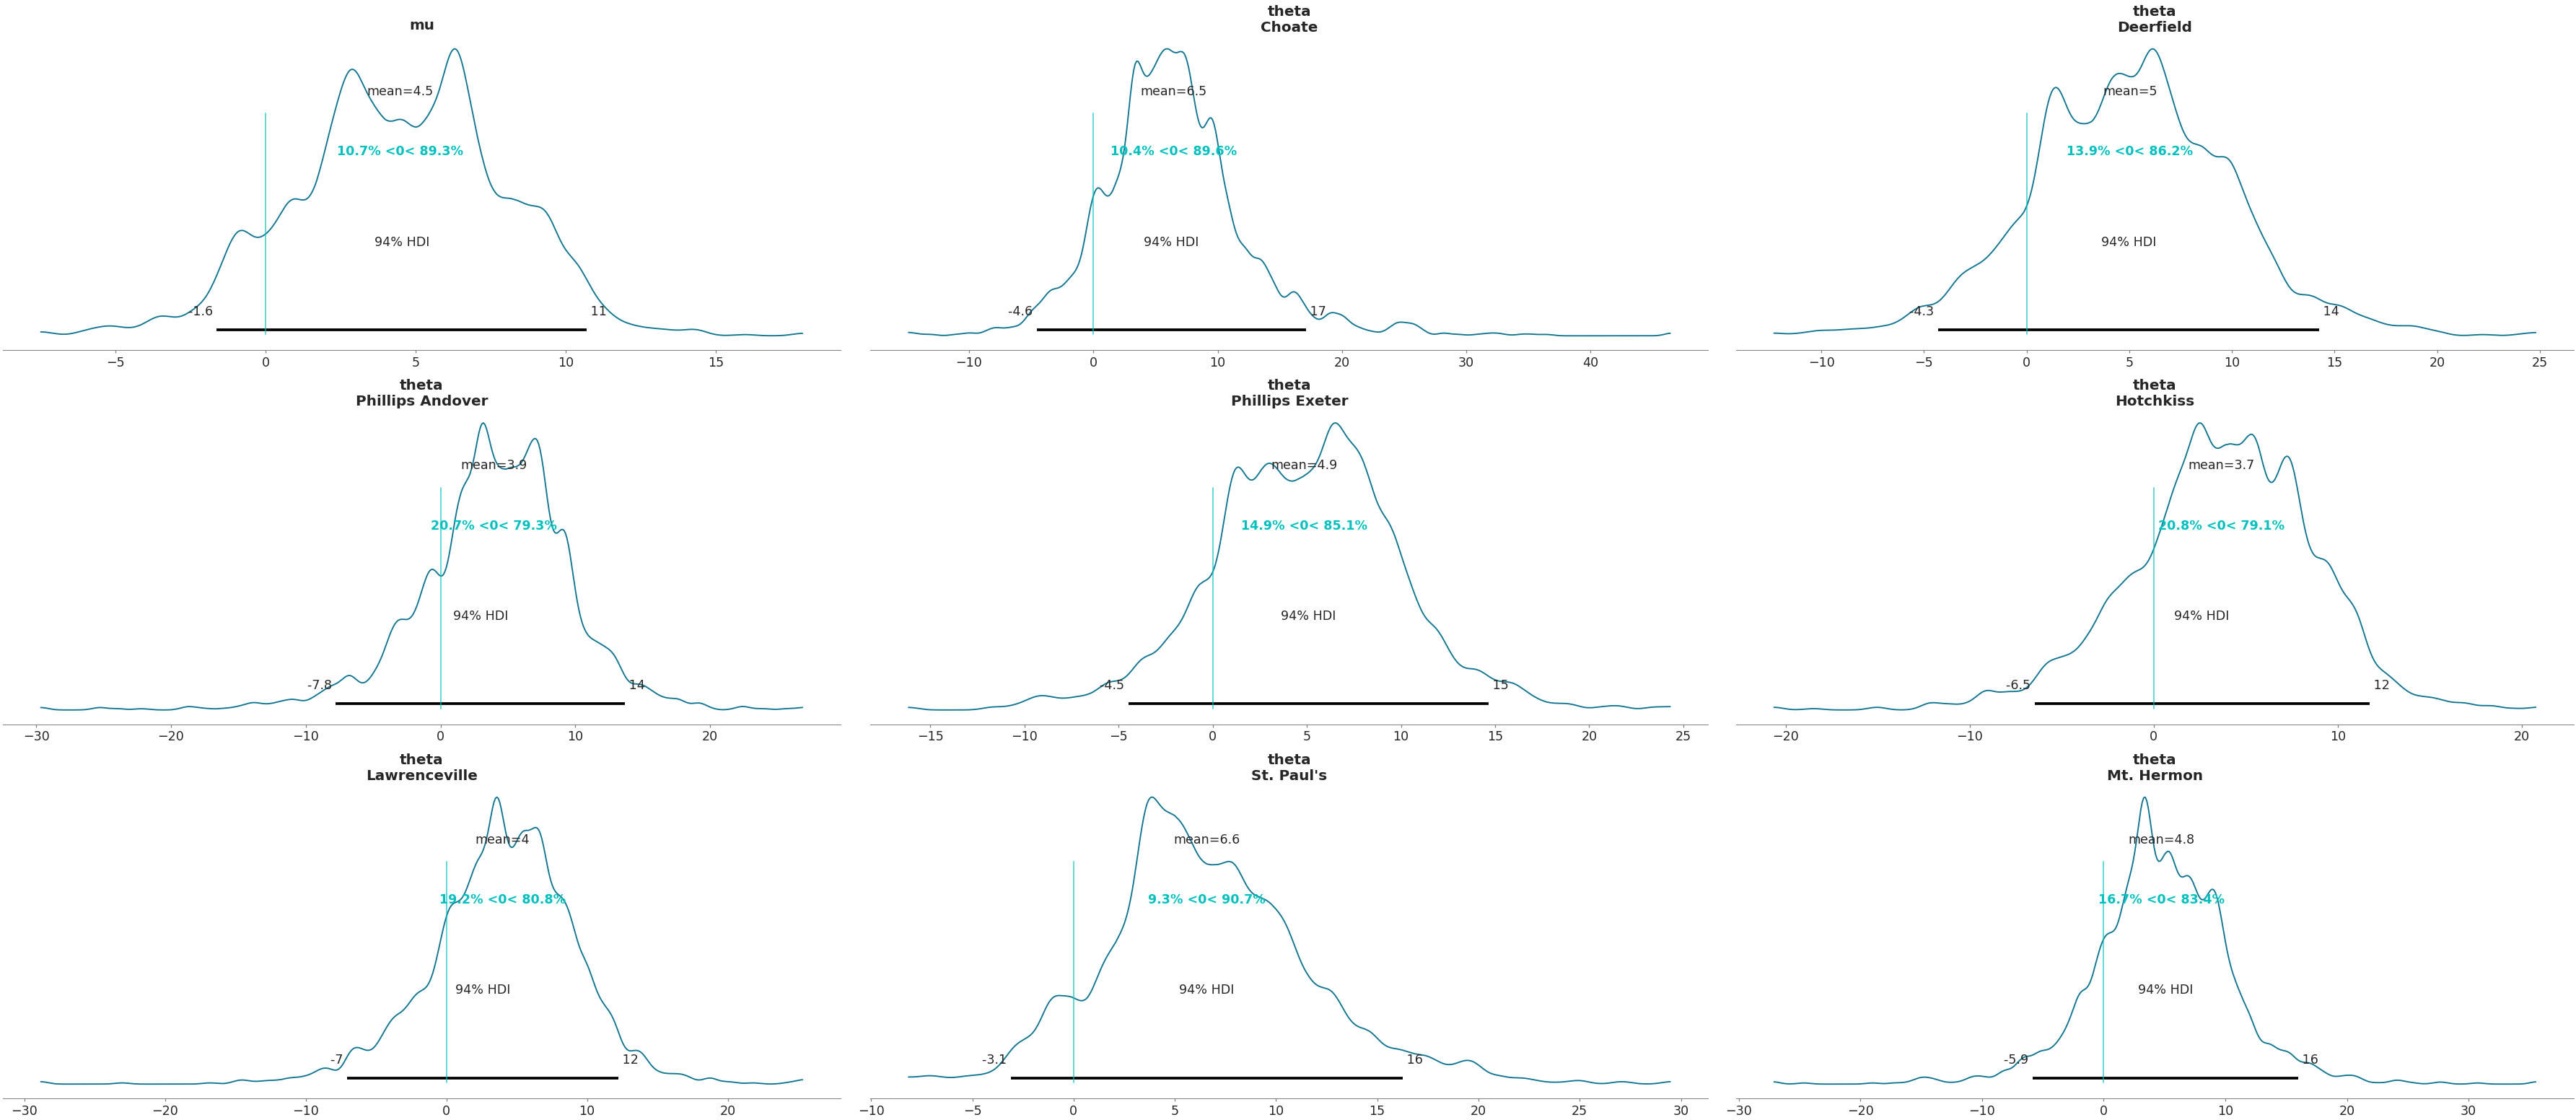 mu
mean=4.5
10.7% <0< 89.3%
94% HDI
-1.6 11
−5 0 5 10 15
theta
Choate
mean=6.5
10.4% <0< 89.6%
94% HDI
-4.6 17
−10 0 10 20 30 40
theta
Deerfield
mean=5
13.9% <0< 86.2%
94% HDI
-4.3 14
−10 −5 0 5 10 15 20 25
theta
Phillips Andover
mean=3.9
20.7% <0< 79.3%
94% HDI
-7.8 14
−30 −20 −10 0 10 20
theta
Phillips Exeter
mean=4.9
14.9% <0< 85.1%
94% HDI
-4.5 15
−15 −10 −5 0 5 10 15 20 25
theta
Hotchkiss
mean=3.7
20.8% <0< 79.1%
94% HDI
-6.5 12
−20 −10 0 10 20
theta
Lawrenceville
mean=4
19.2% <0< 80.8%
94% HDI
-7 12
−30 −20 −10 0 10 20
theta
St. Paul's
mean=6.6
9.3% <0< 90.7%
94% HDI
-3.1 16
−10 −5 0 5 10 15 20 25 30
theta
Mt. Hermon
mean=4.8
16.7% <0< 83.4%
94% HDI
-5.9 16
−30 −20 −10 0 10 20 30